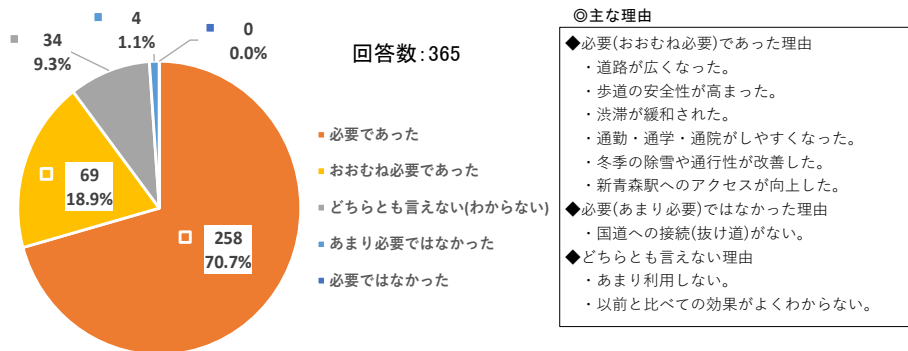 4
1.1%
0
0.0%
34
9.3%
回答数:365
69
18.9%
258
70.7%
必要であった
おおむね必要であった
どちらとも言えない(わからない)
あまり必要ではなかった
必要ではなかった
◎主な理由
◆必要(おおむね必要)であった理由
・道路が広くなった。
・歩道の安全性が高まった。
・渋滞が緩和された。
・通勤・通学・通院がしやすくなった。
・冬季の除雪や通行性が改善した。
・新青森駅へのアクセスが向上した。
◆必要(あまり必要)ではなかった理由
・国道への接続(抜け道)がない。
◆どちらとも言えない理由
・あまり利用しない。
・以前と比べての効果がよくわからない。